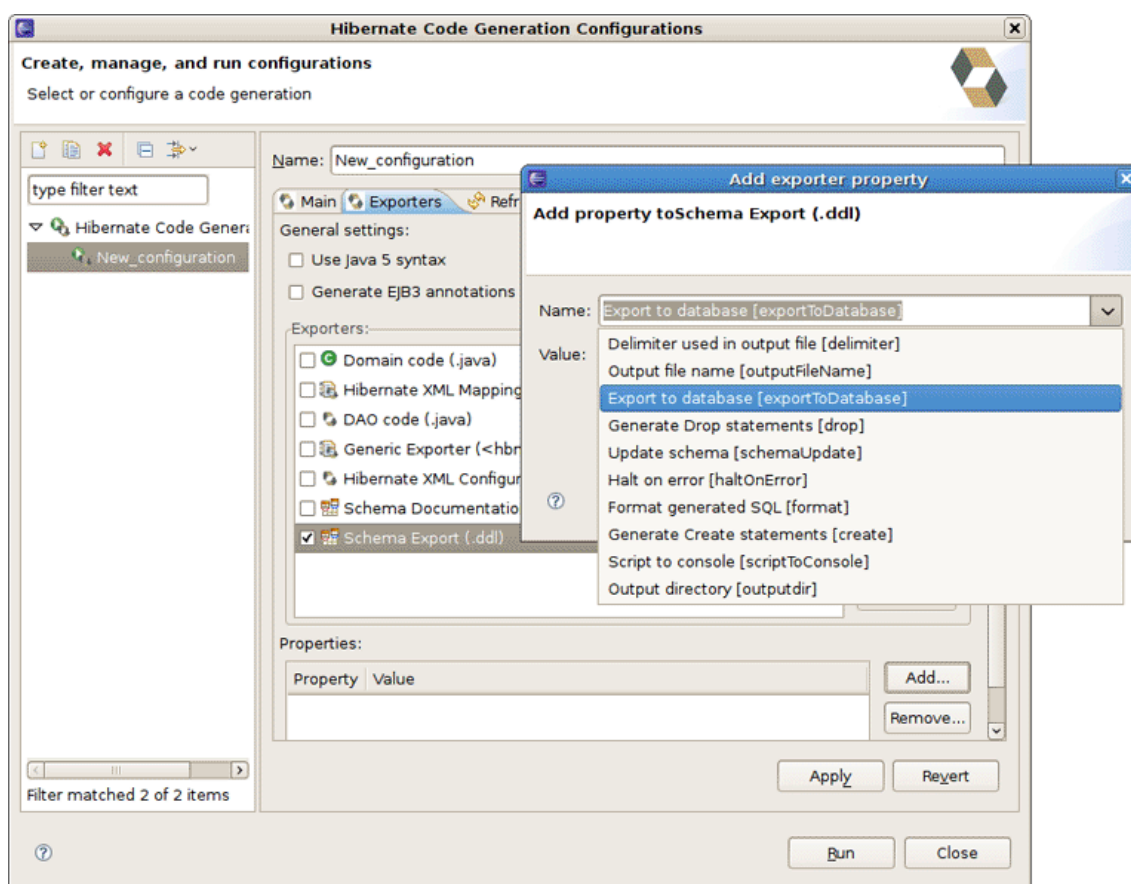 Hibernate Code Generation Configurations
Create, manage, and run configurations
Select or configure a code generation
type filter text
Hibernate Code Genera
New_configuration
Filter matched 2 of 2 items
Name: New_configuration
Main Exporters Refr
General settings:
Use Java 5 syntax
Generate EJB3 annotations
Exporters:
Domain code (.java)
Hibernate XML Mapping
DAO code (.java)
Generic Exporter (<hbr
Hibernate XML Configur
Schema Documentatio
Schema Export (.ddl)
Properties:
Property Value
Add...
Remove...
Apply Revert
Run Close
Add exporter property
Add property toSchema Export (.ddl)
Name: Export to database [exportToDatabase]
Value:
Delimiter used in output file [delimiter]
Output file name [outputFileName]
Export to database [exportToDatabase]
Generate Drop statements [drop]
Update schema [schemaUpdate]
Halt on error [haltOnError]
Format generated SQL [format]
Generate Create statements [create]
Script to console [scriptToConsole]
Output directory [outputdir]